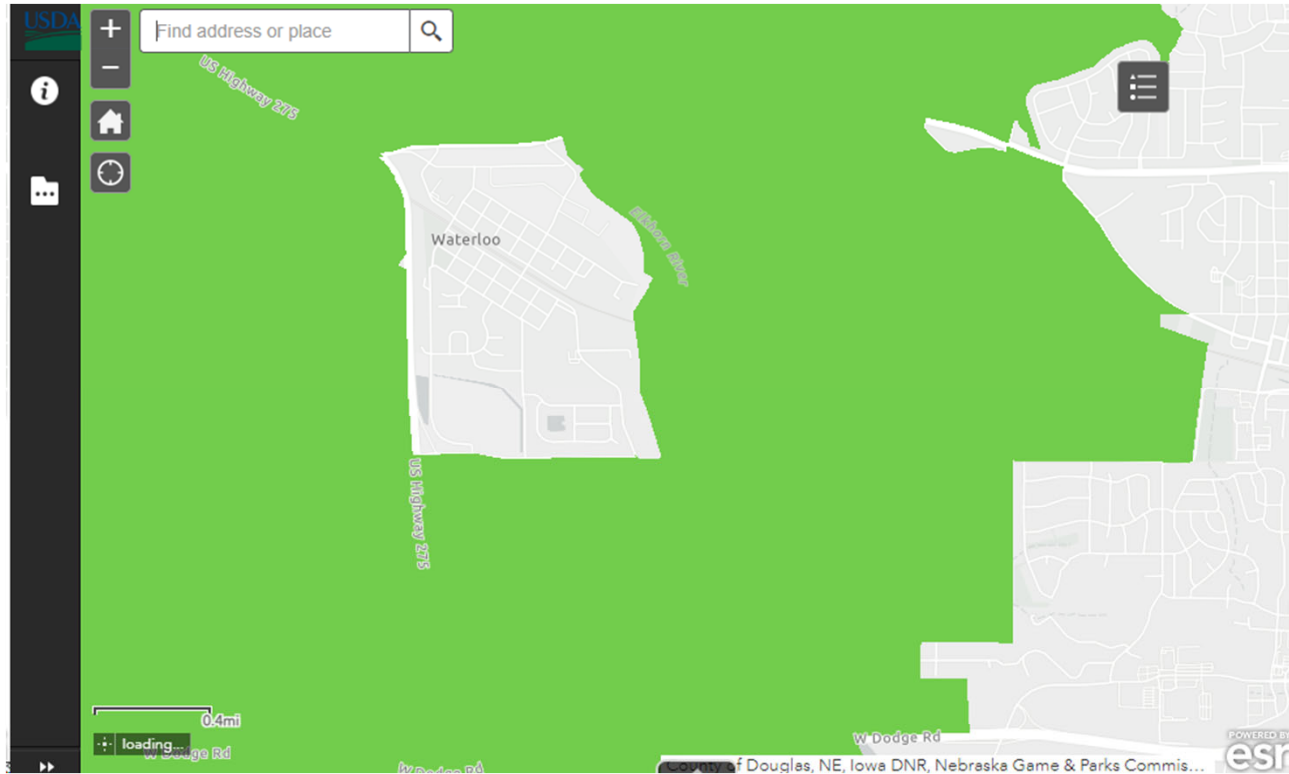 USDA
+
Find address or place
−
US Highway 275
Waterloo
Elkhorn River
US Highway 275
0.4mi
loading...
W Dodge Rd
W Dodge Rd
W Dodge Rd
County of Douglas, NE, Iowa DNR, Nebraska Game & Parks Commis...
POWERED BY
esri